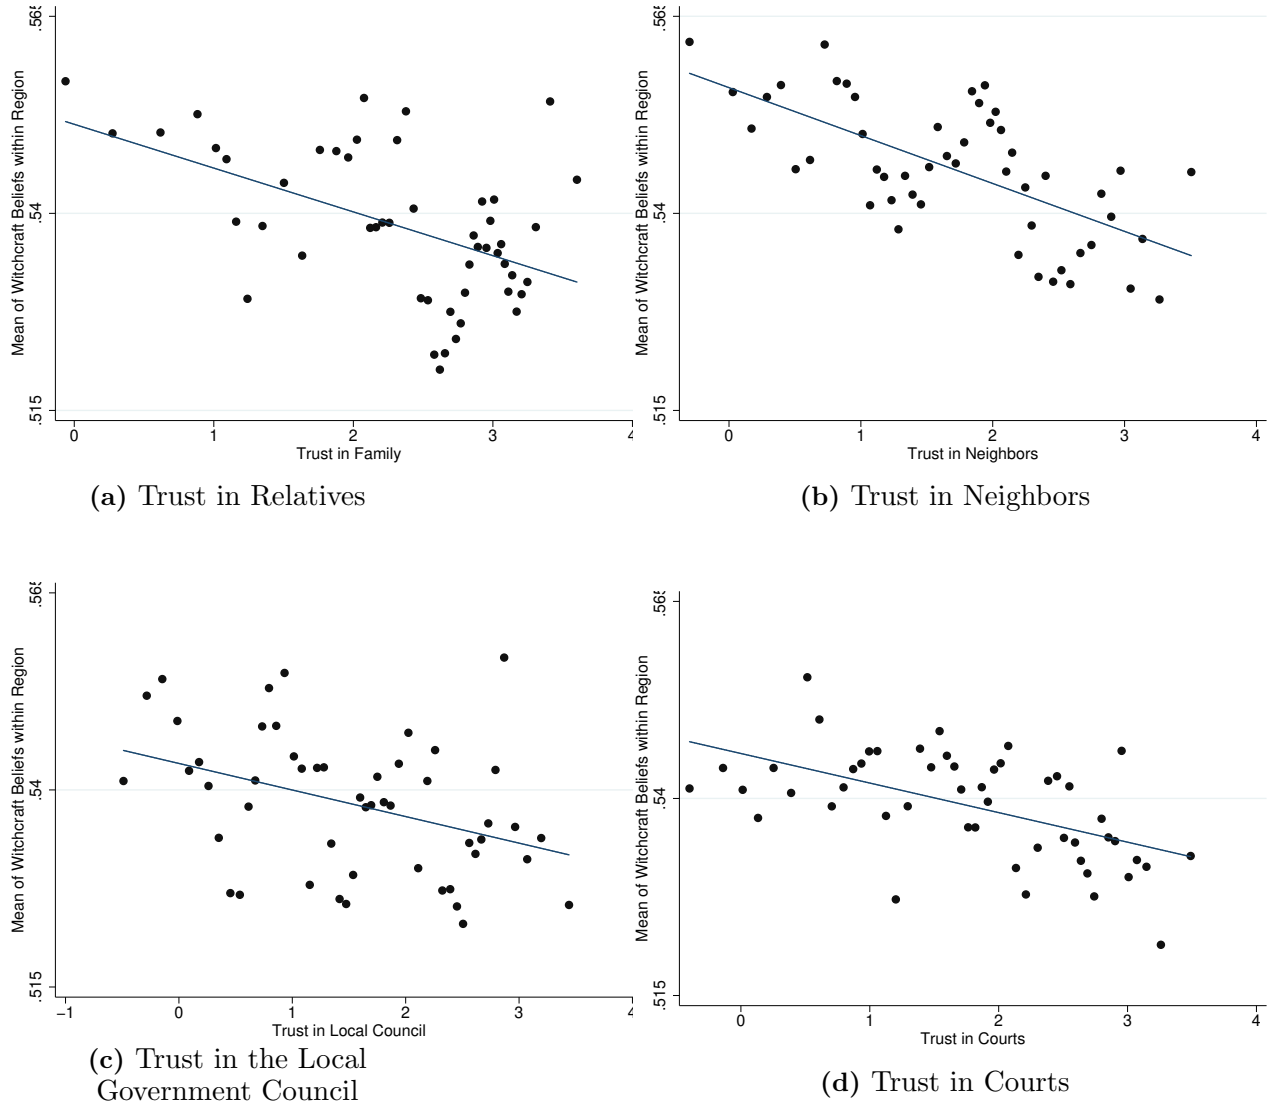 Mean of Witchcraft Beliefs within Region
.565
.54
.515
0 1 2 3 4
Trust in Family
(a) Trust in Relatives
Mean of Witchcraft Beliefs within Region
.565
.54
.515
0 1 2 3 4
Trust in Neighbors
(b) Trust in Neighbors
Mean of Witchcraft Beliefs within Region
.565
.54
.515
−1 0 1 2 3 4
Trust in Local Council
(c) Trust in the Local
Government Council
Mean of Witchcraft Beliefs within Region
.565
.54
.515
0 1 2 3 4
Trust in Courts
(d) Trust in Courts